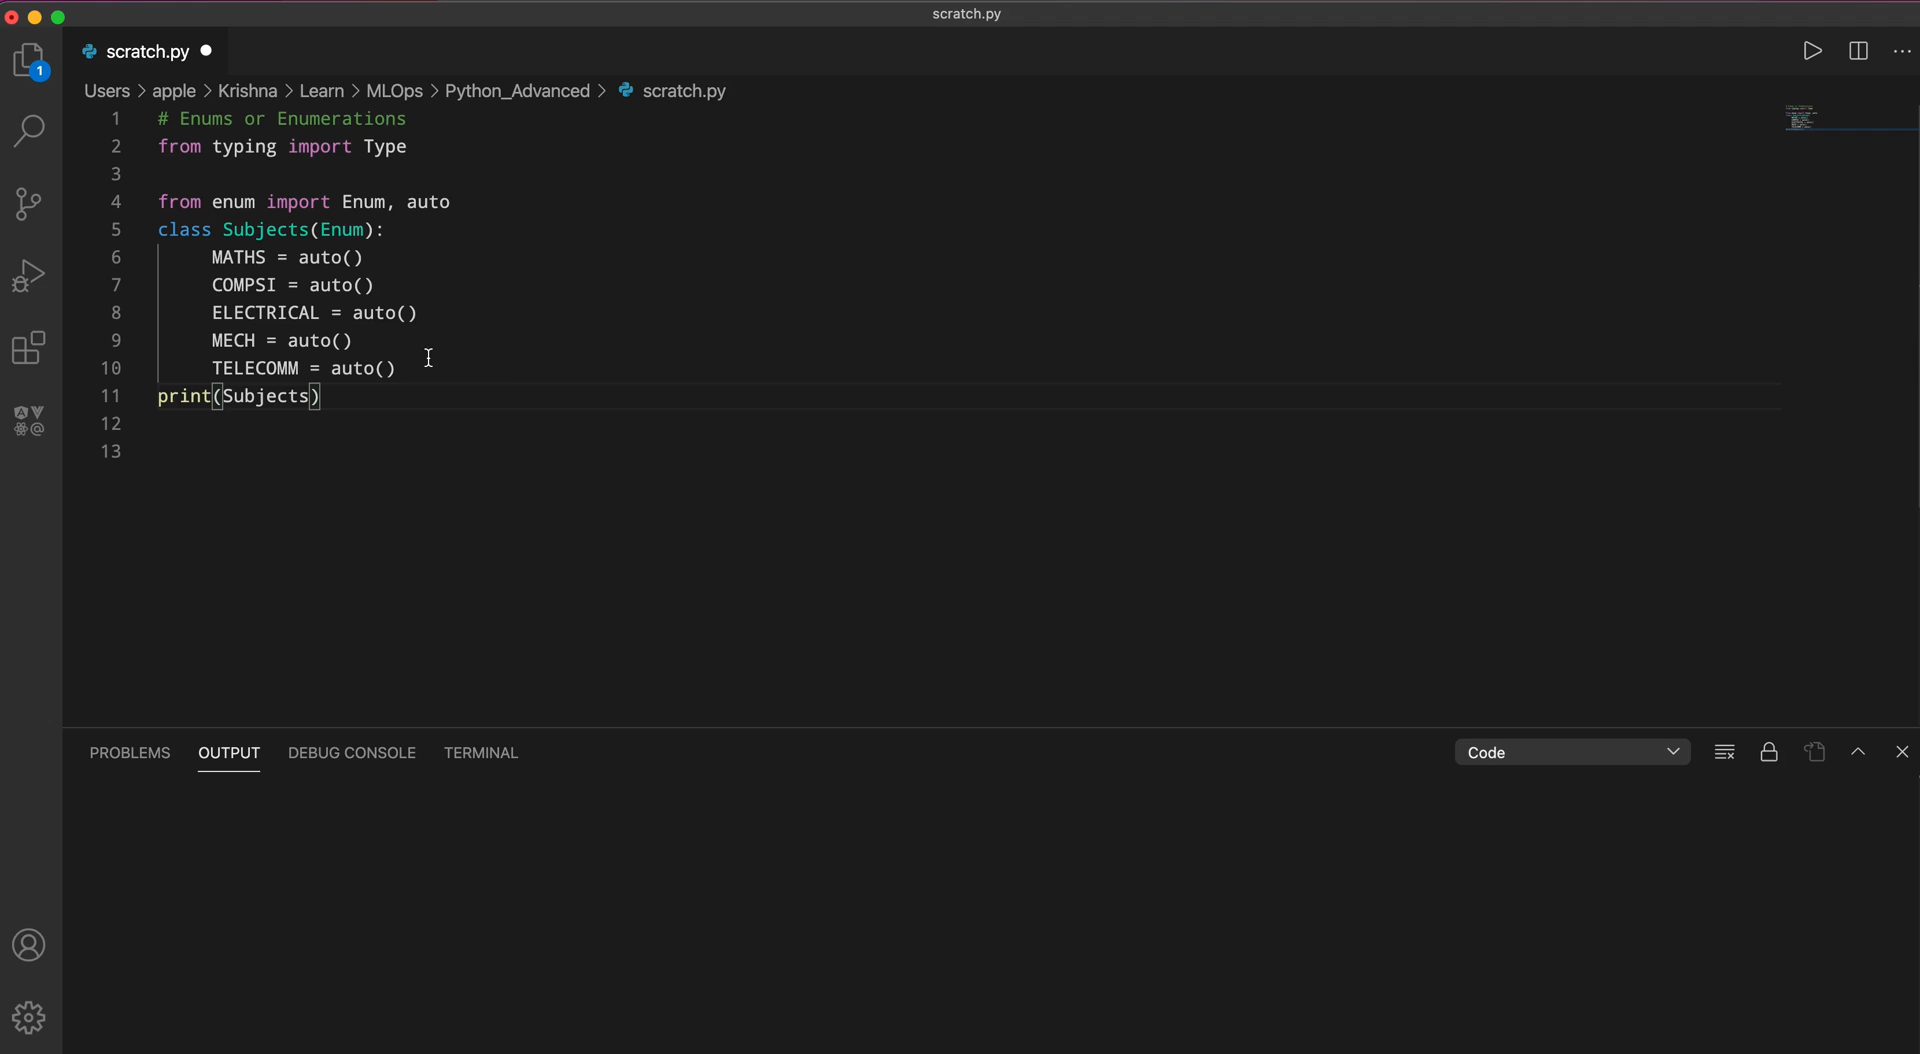 scratch.py
scratch.py
1
Users > apple > Krishna > Learn > MLOps > Python_Advanced > scratch.py
1 # Enums or Enumerations
2 from typing import Type
3
4 from enum import Enum, auto
5 class Subjects(Enum):
6 MATHS = auto()
7 COMPSI = auto()
8 ELECTRICAL = auto()
9 MECH = auto()
10 TELECOMM = auto()
11 print(Subjects)
12
13
PROBLEMS OUTPUT DEBUG CONSOLE TERMINAL Code